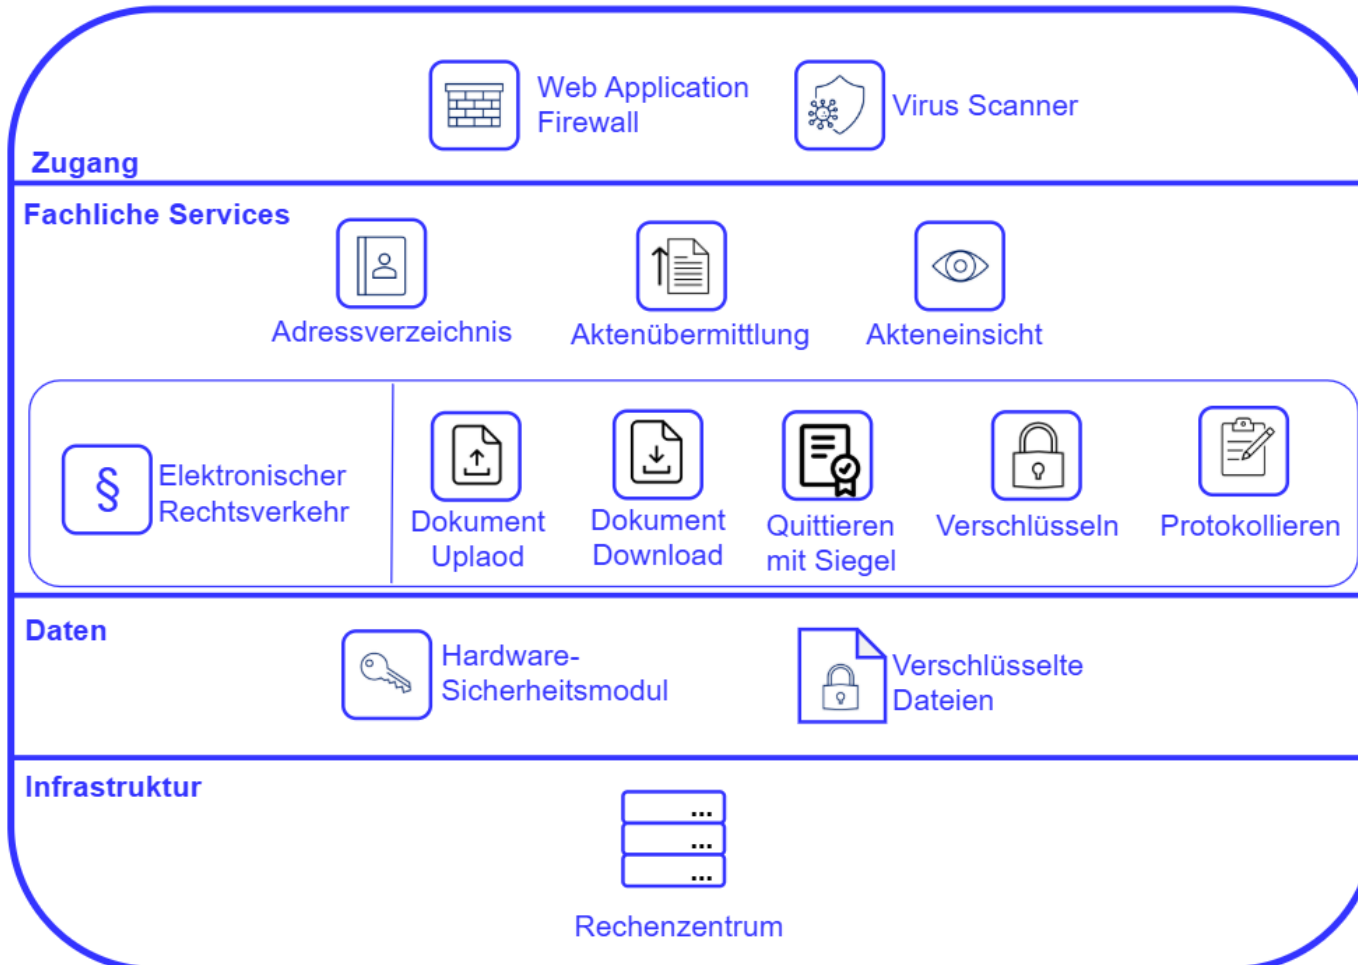 Web Application
Firewall
Virus Scanner
Zugang
Fachliche Services
Adressverzeichnis
Aktenübermittlung
Akteneinsicht
§
Elektronischer
Rechtsverkehr
Dokument
Uplaod
Dokument
Download
Quittieren
mit Siegel
Verschlüsseln
Protokollieren
Daten
Hardware-
Sicherheitsmodul
Verschlüsselte
Dateien
Infrastruktur
...
...
...
Rechenzentrum